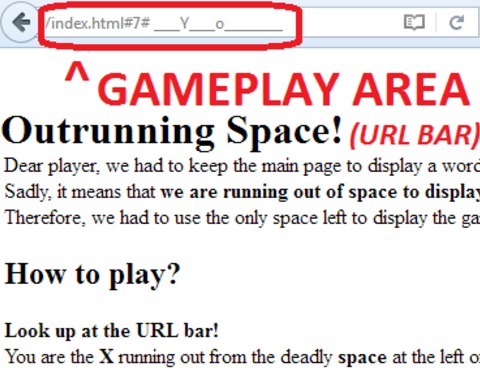 /index.html#7# ___Y___o_______
^ GAMEPLAY AREA
Outrunning Space! (URL BAR)
Dear player, we had to keep the main page to display a word
Sadly, it means that we are running out of space to display
Therefore, we had to use the only space left to display the ga
How to play?
Look up at the URL bar!
You are the X running out from the deadly space at the left o